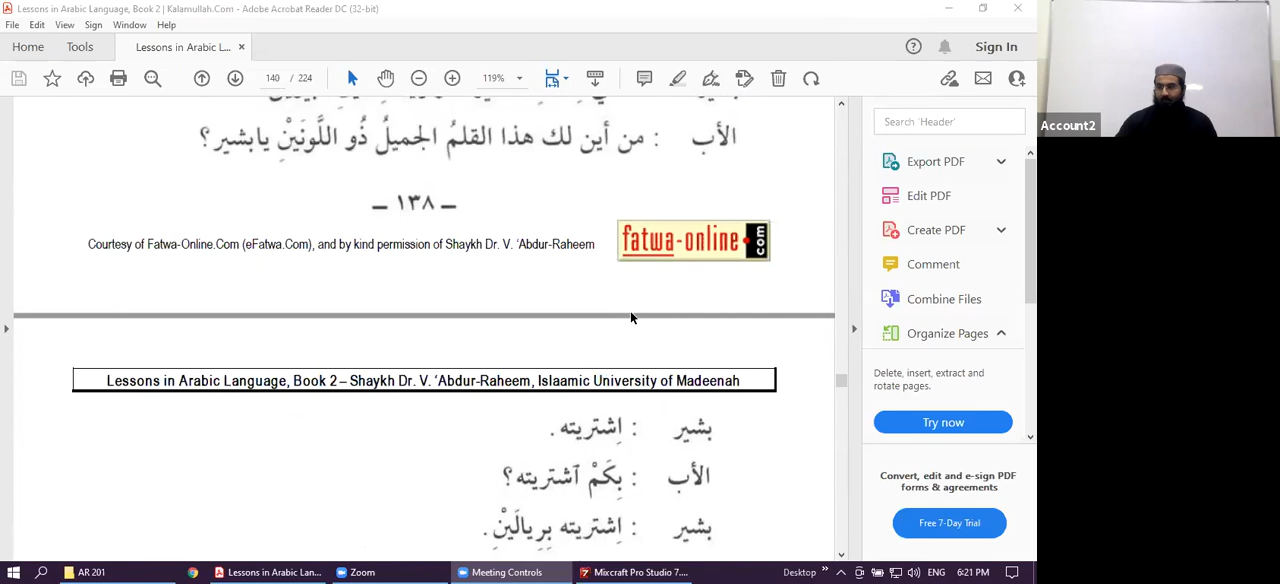 Lessons in Arabic Language, Book 2 | Kalamullah.Com - Adobe Acrobat Reader DC (32-bit)
File Edit View Sign Window Help
Home Tools Lessons in Arabic L... × Sign In
140 / 224 119%
الأب : من أين لك هذا القلمُ الجميلُ ذُو اللَّونَيْنِ يابشير؟
– ١٣٨ –
Courtesy of Fatwa-Online.Com (eFatwa.Com), and by kind permission of Shaykh Dr. V. ‘Abdur-Raheem
fatwa-online.com
Lessons in Arabic Language, Book 2 – Shaykh Dr. V. ‘Abdur-Raheem, Islaamic University of Madeenah
بشير : اِشتريته .
الأب : بِكَمْ ٱشتريته؟
بشير : اِشتريته بِرِيالَيْنِ .
Search 'Header'
Export PDF
Edit PDF
Create PDF
Comment
Combine Files
Organize Pages
Delete, insert, extract and
rotate pages.
Try now
Convert, edit and e-sign PDF
forms & agreements
Free 7-Day Trial
Account2
AR 201 Lessons in Arabic Lan... Zoom Meeting Controls Mixcraft Pro Studio 7.... Desktop » ENG 6:21 PM